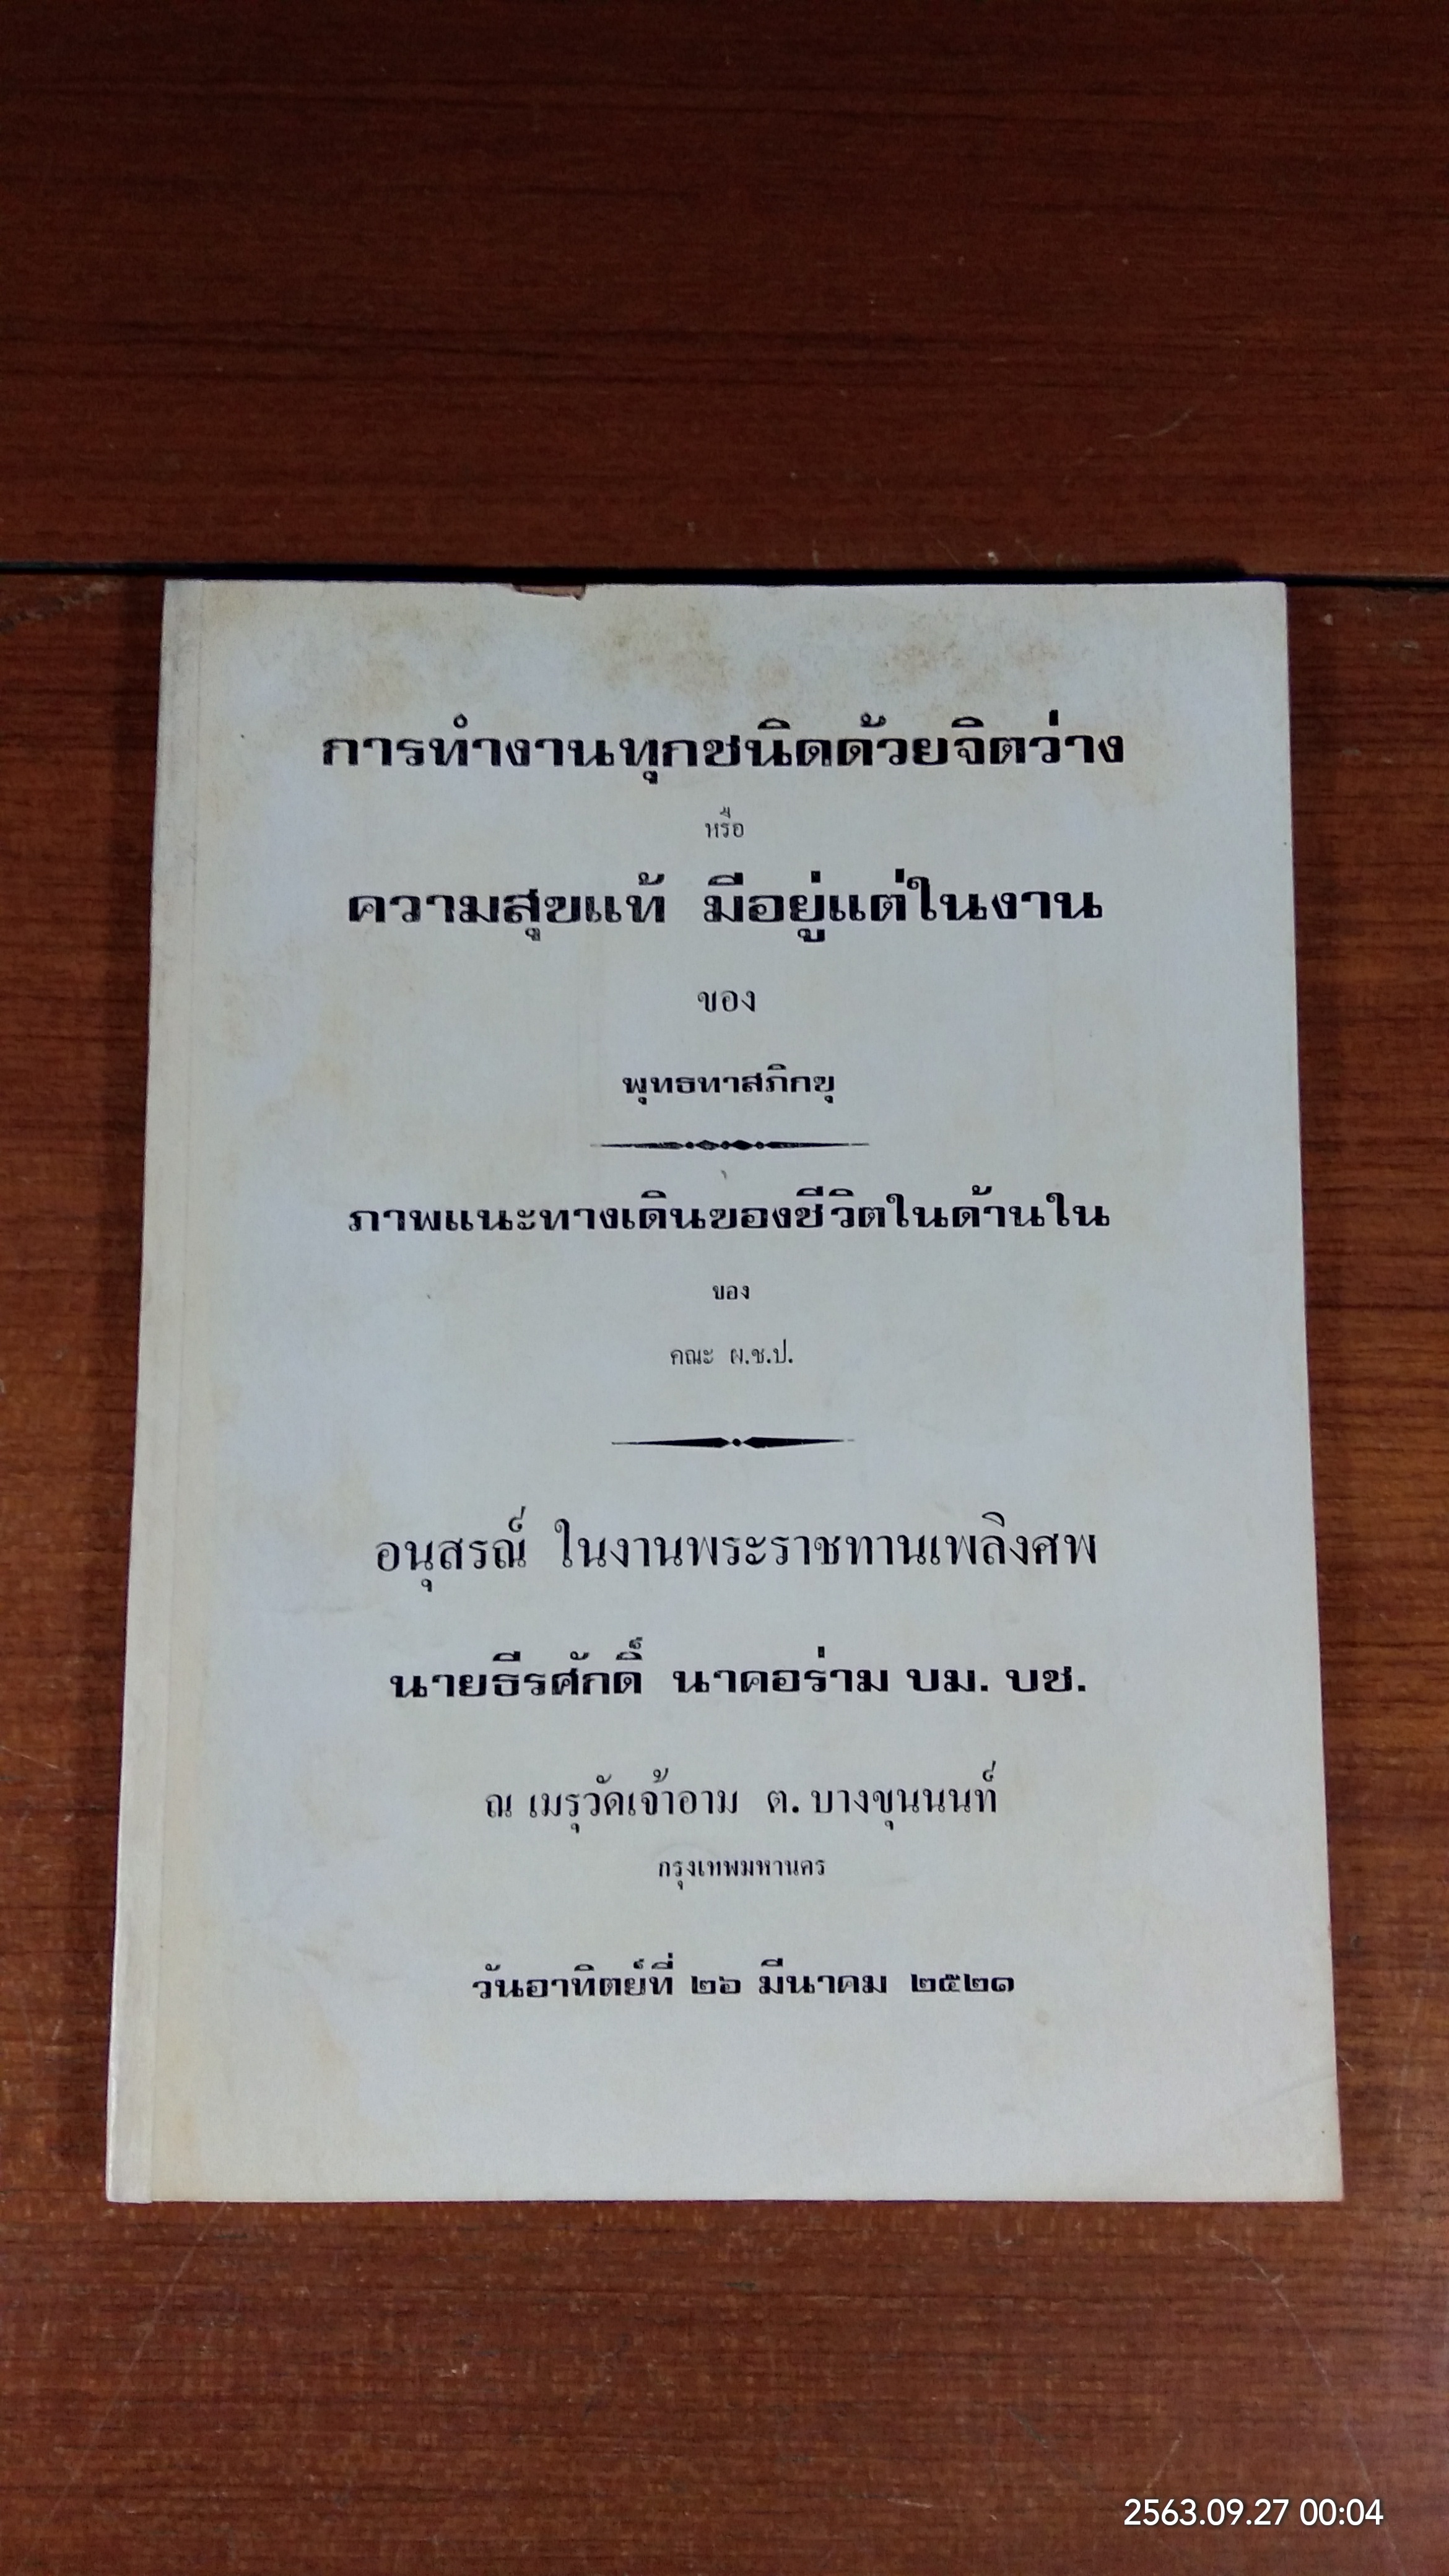 การทำงานทุกชนิดด้วยจิตว่าง
หรือ
ความสุขแท้ มีอยู่แต่ในงาน
ของ
พุทธทาสภิกขุ
ภาพแนะทางเดินของชีวิตในด้านใน
ของ
คณะ ผ.ช.ป.
อนุสรณ์ ในงานพระราชทานเพลิงศพ
นายธีรศักดิ์ นาคอร่าม บม. บช.
ณ เมรุวัดเจ้าอาม ต. บางขุนนนท์
กรุงเทพมหานคร
วันอาทิตย์ที่ ๒๖ มีนาคม ๒๕๒๑
2563.09.27 00:04